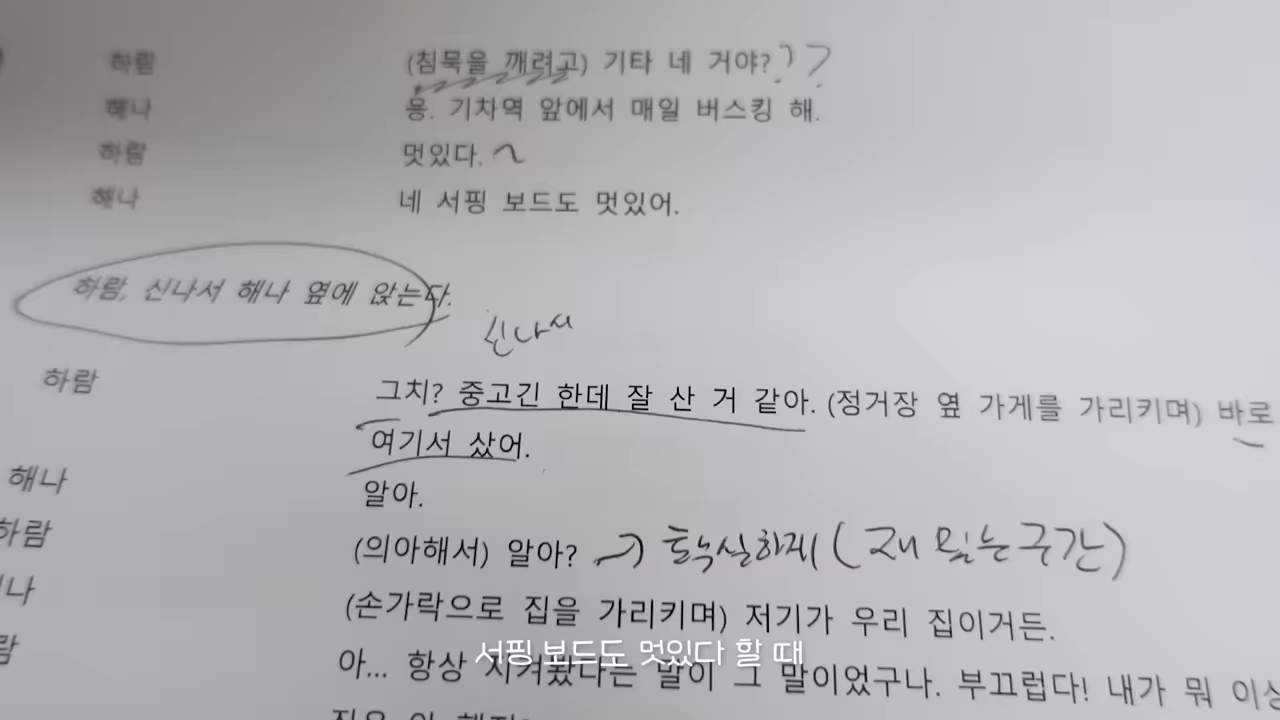 하람 (침묵을 깨려고) 기타 네 거야? ??
해나 응. 기차역 앞에서 매일 버스킹 해.
하람 멋있다.
해나 네 서핑 보드도 멋있어.
하람, 신나서 해나 옆에 앉는다.
신나서
하람 그치? 중고긴 한데 잘 산 거 같아. (정거장 옆 가게를 가리키며) 바로
여기서 샀어.
해나 알아.
하람 (의아해서) 알아? 확실하게 (재밌는 구간)
(손가락으로 집을 가리키며) 저기가 우리 집이거든.
아... 항상 지켜봤다는 말이 그 말이었구나. 부끄럽다! 내가 뭐
서핑 보드도 멋있다 할 때